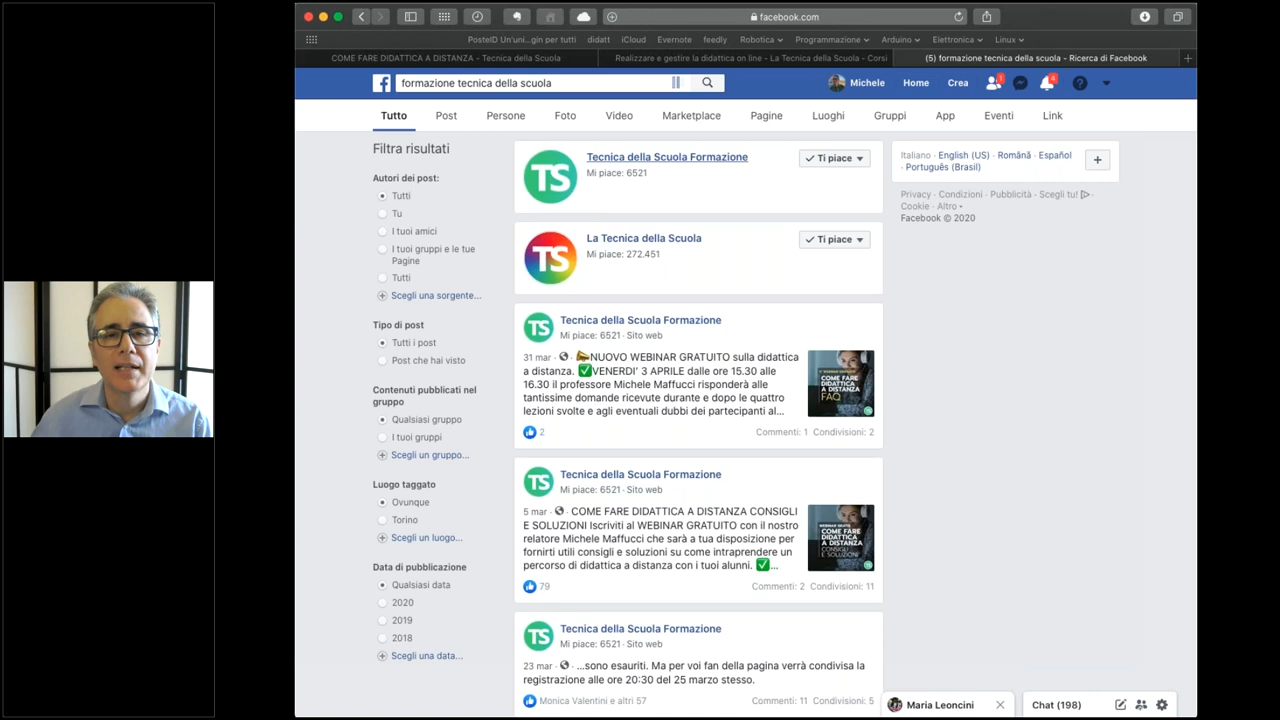 facebook.com
PosteID Un'uni...gin per tutti didatt iCloud Evernote feedly Robotica Programmazione Arduino Elettronica Linux
COME FARE DIDATTICA A DISTANZA - Tecnica della Scuola
Realizzare e gestire la didattica on line - La Tecnica della Scuola - Corsi
(5) formazione tecnica della scuola - Ricerca di Facebook
formazione tecnica della scuola
Michele Home Crea 1 4
Tutto Post Persone Foto Video Marketplace Pagine Luoghi Gruppi App Eventi Link
Filtra risultati
Autori dei post:
Tutti
Tu
I tuoi amici
I tuoi gruppi e le tue
Pagine
Tutti
Scegli una sorgente...
Tipo di post
Tutti i post
Post che hai visto
Contenuti pubblicati nel
gruppo
Qualsiasi gruppo
I tuoi gruppi
Scegli un gruppo...
Luogo taggato
Ovunque
Torino
Scegli un luogo...
Data di pubblicazione
Qualsiasi data
2020
2019
2018
Scegli una data...
TS
Tecnica della Scuola Formazione
Mi piace: 6521
Ti piace
TS
La Tecnica della Scuola
Mi piace: 272.451
Ti piace
TS
Tecnica della Scuola Formazione
Mi piace: 6521 · Sito web
31 mar · 📣NUOVO WEBINAR GRATUITO sulla didattica
a distanza. ✅VENERDI' 3 APRILE dalle ore 15.30 alle
16.30 il professore Michele Maffucci risponderà alle
tantissime domande ricevute durante e dopo le quattro
lezioni svolte e agli eventuali dubbi dei partecipanti al...
COME FARE
DIDATTICA
A DISTANZA
FAQ
2
Commenti: 1 Condivisioni: 2
TS
Tecnica della Scuola Formazione
Mi piace: 6521 · Sito web
5 mar · COME FARE DIDATTICA A DISTANZA CONSIGLI
E SOLUZIONI Iscriviti al WEBINAR GRATUITO con il nostro
relatore Michele Maffucci che sarà a tua disposizione per
fornirti utili consigli e soluzioni su come intraprendere un
percorso di didattica a distanza con i tuoi alunni. ✅...
COME FARE
DIDATTICA
A DISTANZA
CONSIGLI
E SOLUZIONI
79
Commenti: 2 Condivisioni: 11
TS
Tecnica della Scuola Formazione
Mi piace: 6521 · Sito web
23 mar · ...sono esauriti. Ma per voi fan della pagina verrà condivisa la
registrazione alle ore 20:30 del 25 marzo stesso.
Monica Valentini e altri 57
Commenti: 11 Condivisioni: 5
Italiano · English (US) · Română · Español
· Português (Brasil)
Privacy · Condizioni · Pubblicità · Scegli tu! ·
Cookie · Altro
Facebook © 2020
Maria Leoncini
Chat (198)